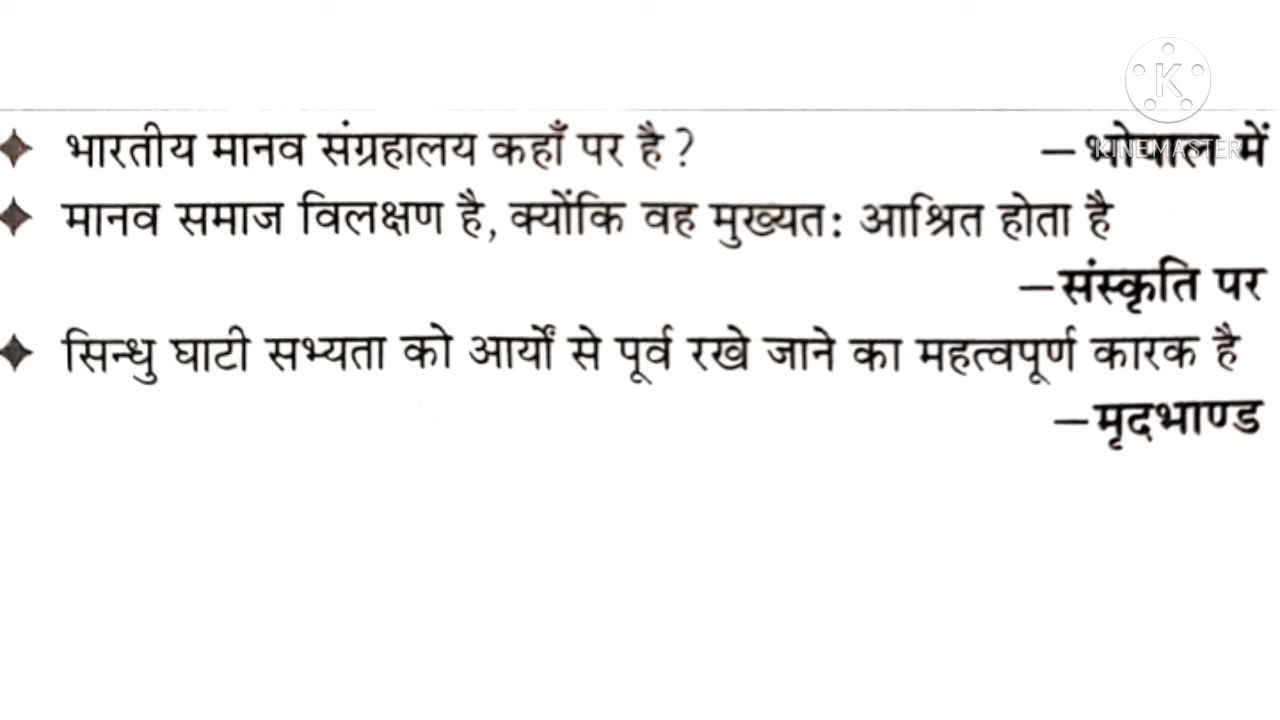 K
KINEMASTER
भारतीय मानव संग्रहालय कहाँ पर है ? – भोपाल में
मानव समाज विलक्षण है, क्योंकि वह मुख्यतः आश्रित होता है
– संस्कृति पर
सिन्धु घाटी सभ्यता को आर्यों से पूर्व रखे जाने का महत्वपूर्ण कारक है
– मृदभाण्ड